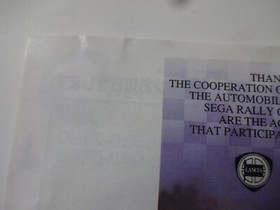 THAN
THE COOPERATION O
THE AUTOMOBIL
SEGA RALLY C
ARE THE AC
THAT PARTICIPA
LANCIA